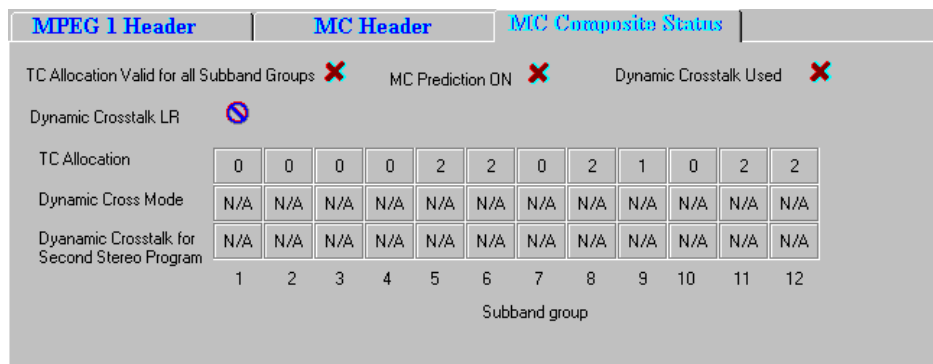 MPEG 1 Header MC Header MC Composite Status
TC Allocation Valid for all Subband Groups MC Prediction ON Dynamic Crosstalk Used
Dynamic Crosstalk LR
TC Allocation 0 0 0 0 2 2 0 2 1 0 2 2
Dynamic Cross Mode N/A N/A N/A N/A N/A N/A N/A N/A N/A N/A N/A N/A
Dyanamic Crosstalk for
Second Stereo Program N/A N/A N/A N/A N/A N/A N/A N/A N/A N/A N/A N/A
1 2 3 4 5 6 7 8 9 10 11 12
Subband group